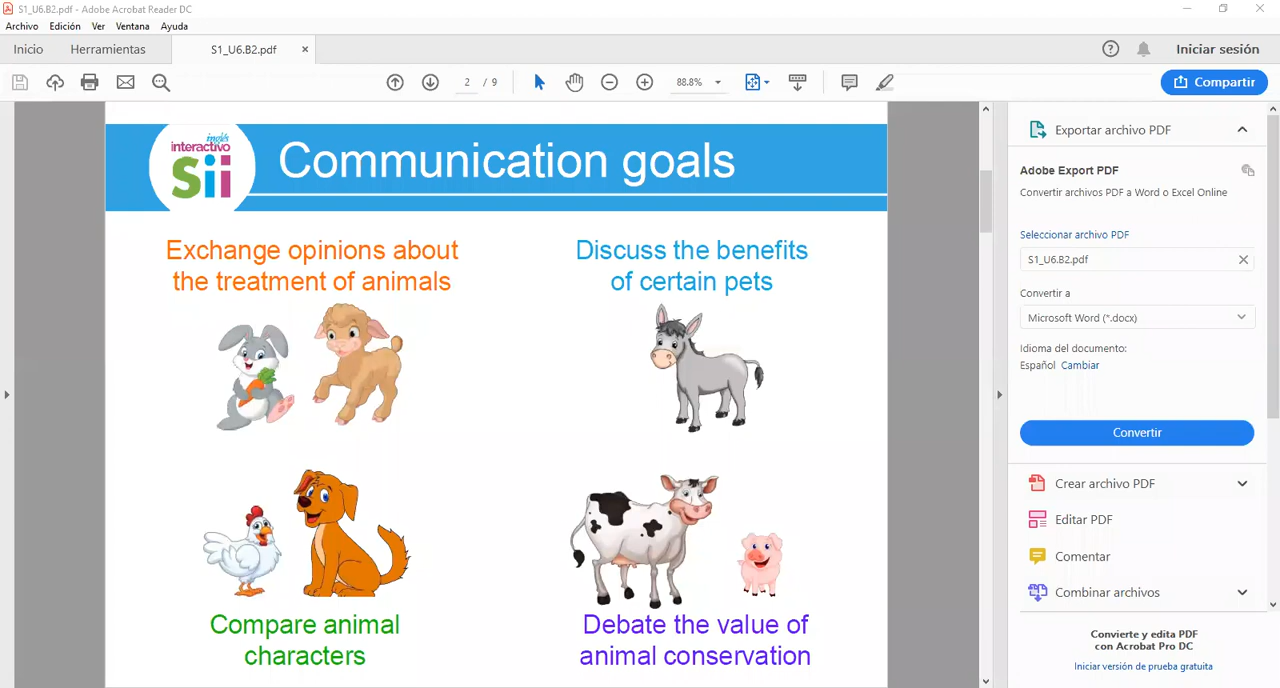 S1_U6.B2.pdf - Adobe Acrobat Reader DC
Archivo Edición Ver Ventana Ayuda
Inicio Herramientas S1_U6.B2.pdf × Iniciar sesión
2 / 9 88.8% Compartir
inglés
interactivo
Sii
Communication goals
Exchange opinions about
the treatment of animals
Discuss the benefits
of certain pets
Compare animal
characters
Debate the value of
animal conservation
Exportar archivo PDF
Adobe Export PDF
Convertir archivos PDF a Word o Excel Online
Seleccionar archivo PDF
S1_U6.B2.pdf
Convertir a
Microsoft Word (*.docx)
Idioma del documento:
Español Cambiar
Convertir
Crear archivo PDF
Editar PDF
Comentar
Combinar archivos
Convierte y edita PDF
con Acrobat Pro DC
Iniciar versión de prueba gratuita